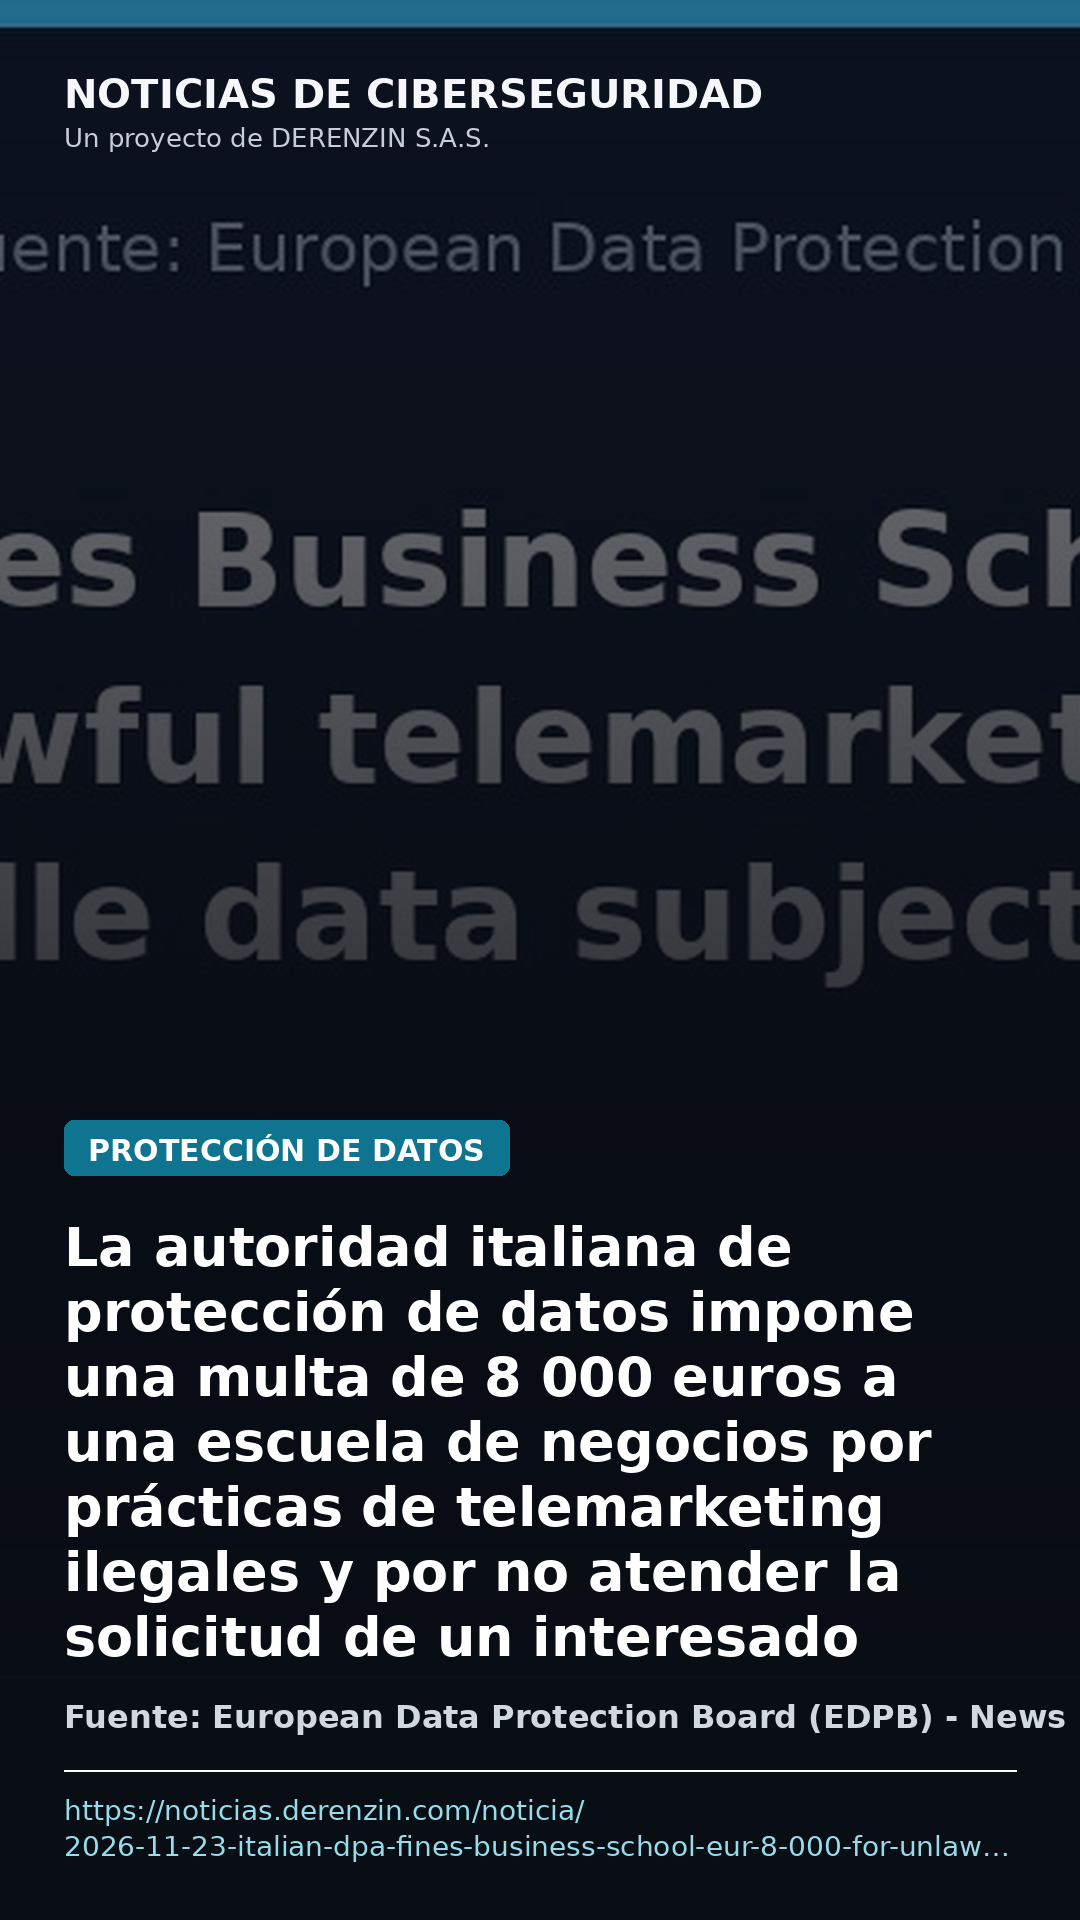 NOTICIAS DE CIBERSEGURIDAD
Un proyecto de DERENZIN S.A.S.
uente: European Data Protection
es Business Sch
wful telemarket
lle data subject
PROTECCIÓN DE DATOS
La autoridad italiana de
protección de datos impone
una multa de 8 000 euros a
una escuela de negocios por
prácticas de telemarketing
ilegales y por no atender la
solicitud de un interesado
Fuente: European Data Protection Board (EDPB) - News
https://noticias.derenzin.com/noticia/
2026-11-23-italian-dpa-fines-business-school-eur-8-000-for-unlaw...